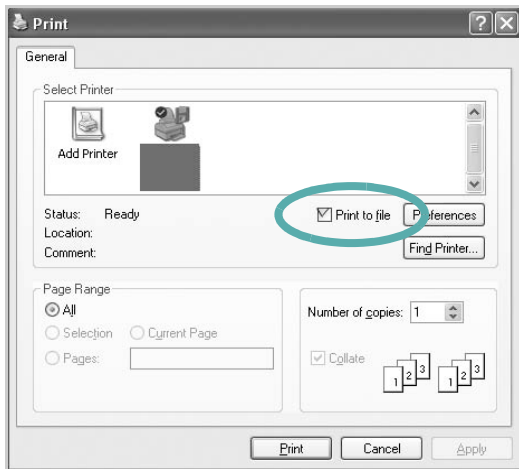 Print
General
Select Printer
Add Printer
Status: Ready
Print to file
Preferences
Location:
Comment:
Find Printer...
Page Range
All
Selection
Current Page
Pages:
Number of copies: 1
Collate
1 2 3 1 2 3
Print
Cancel
Apply